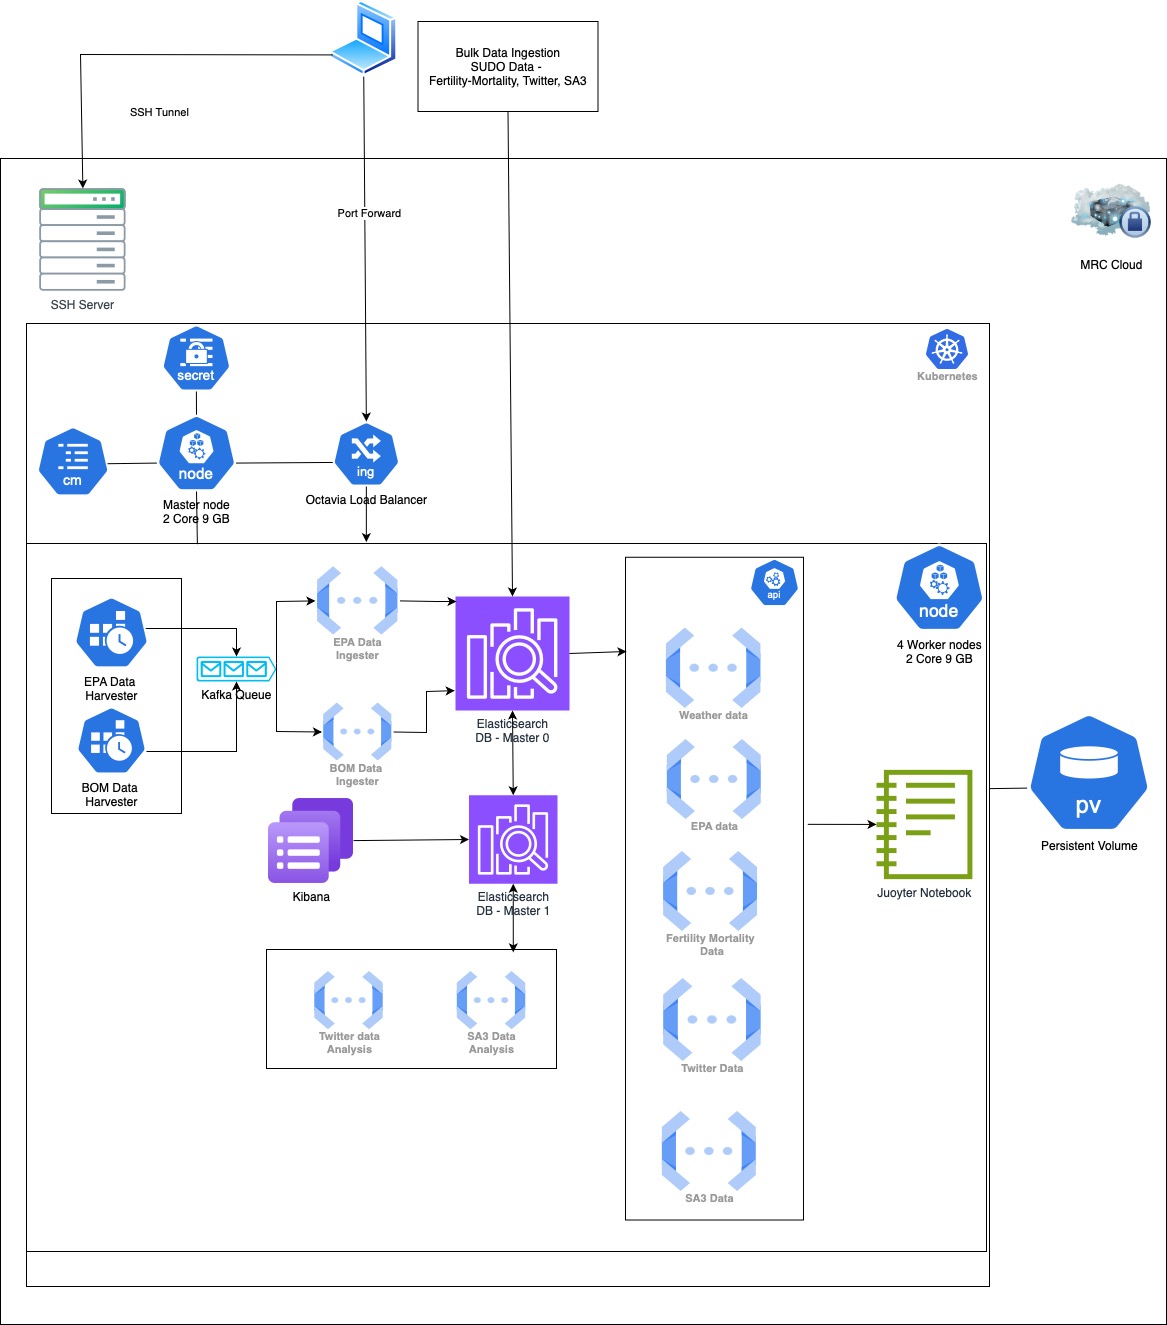 Bulk Data Ingestion
SUDO Data -
Fertility-Mortality, Twitter, SA3
SSH Tunnel
Port Forward
SSH Server
MRC Cloud
secret
Kubernetes
cm
node
ing
Master node
2 Core 9 GB
Octavia Load Balancer
api
node
4 Worker nodes
2 Core 9 GB
EPA Data
Harvester
Kafka Queue
EPA Data
Ingester
BOM Data
Harvester
BOM Data
Ingester
Elasticsearch
DB - Master 0
Weather data
EPA data
Kibana
Elasticsearch
DB - Master 1
Fertility Mortality
Data
Juoyter Notebook
pv
Persistent Volume
Twitter data
Analysis
SA3 Data
Analysis
Twitter Data
SA3 Data